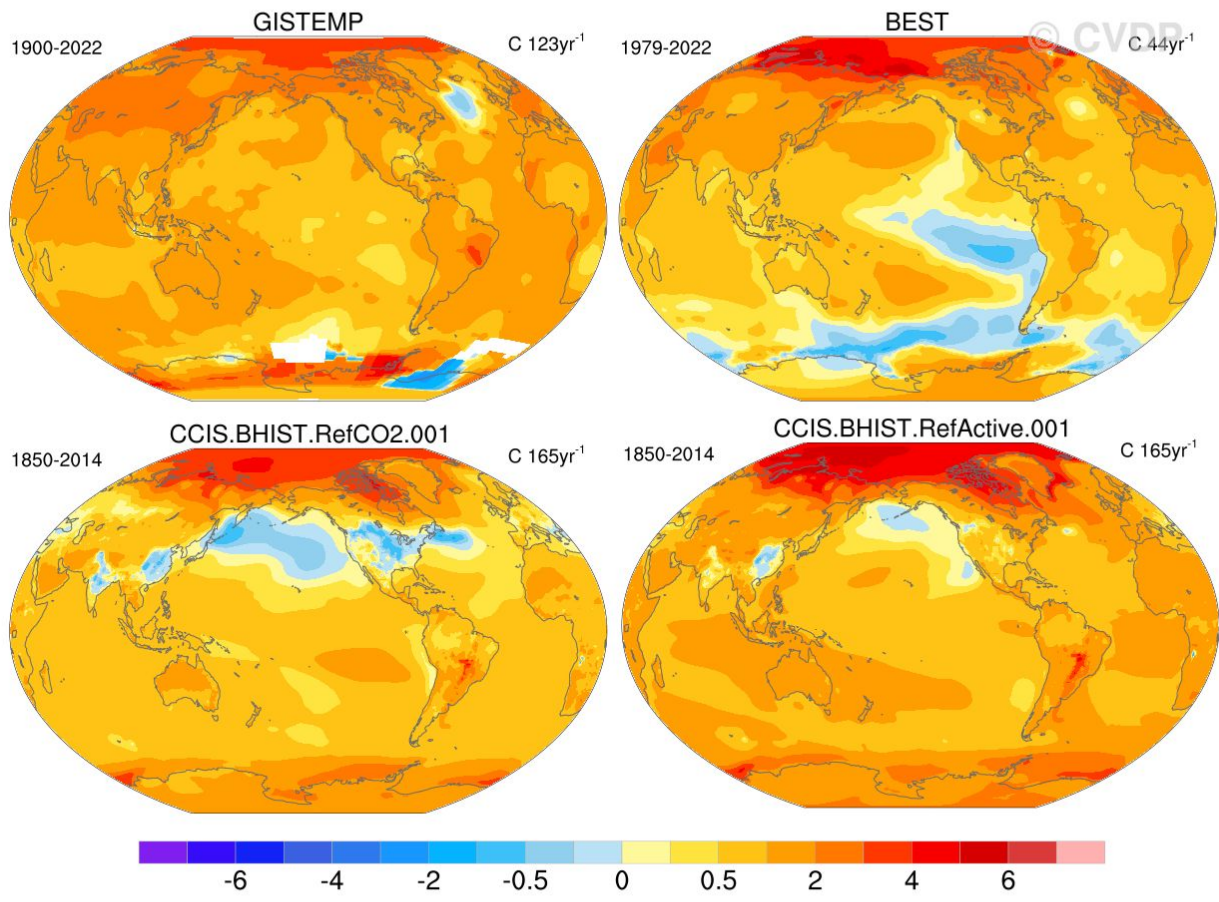 GISTEMP
1900-2022
C 123yr-1
BEST
1979-2022
C 44yr-1
© CVDP
CCIS.BHIST.RefCO2.001
1850-2014
C 165yr-1
CCIS.BHIST.RefActive.001
1850-2014
C 165yr-1
-6 -4 -2 -0.5 0 0.5 2 4 6